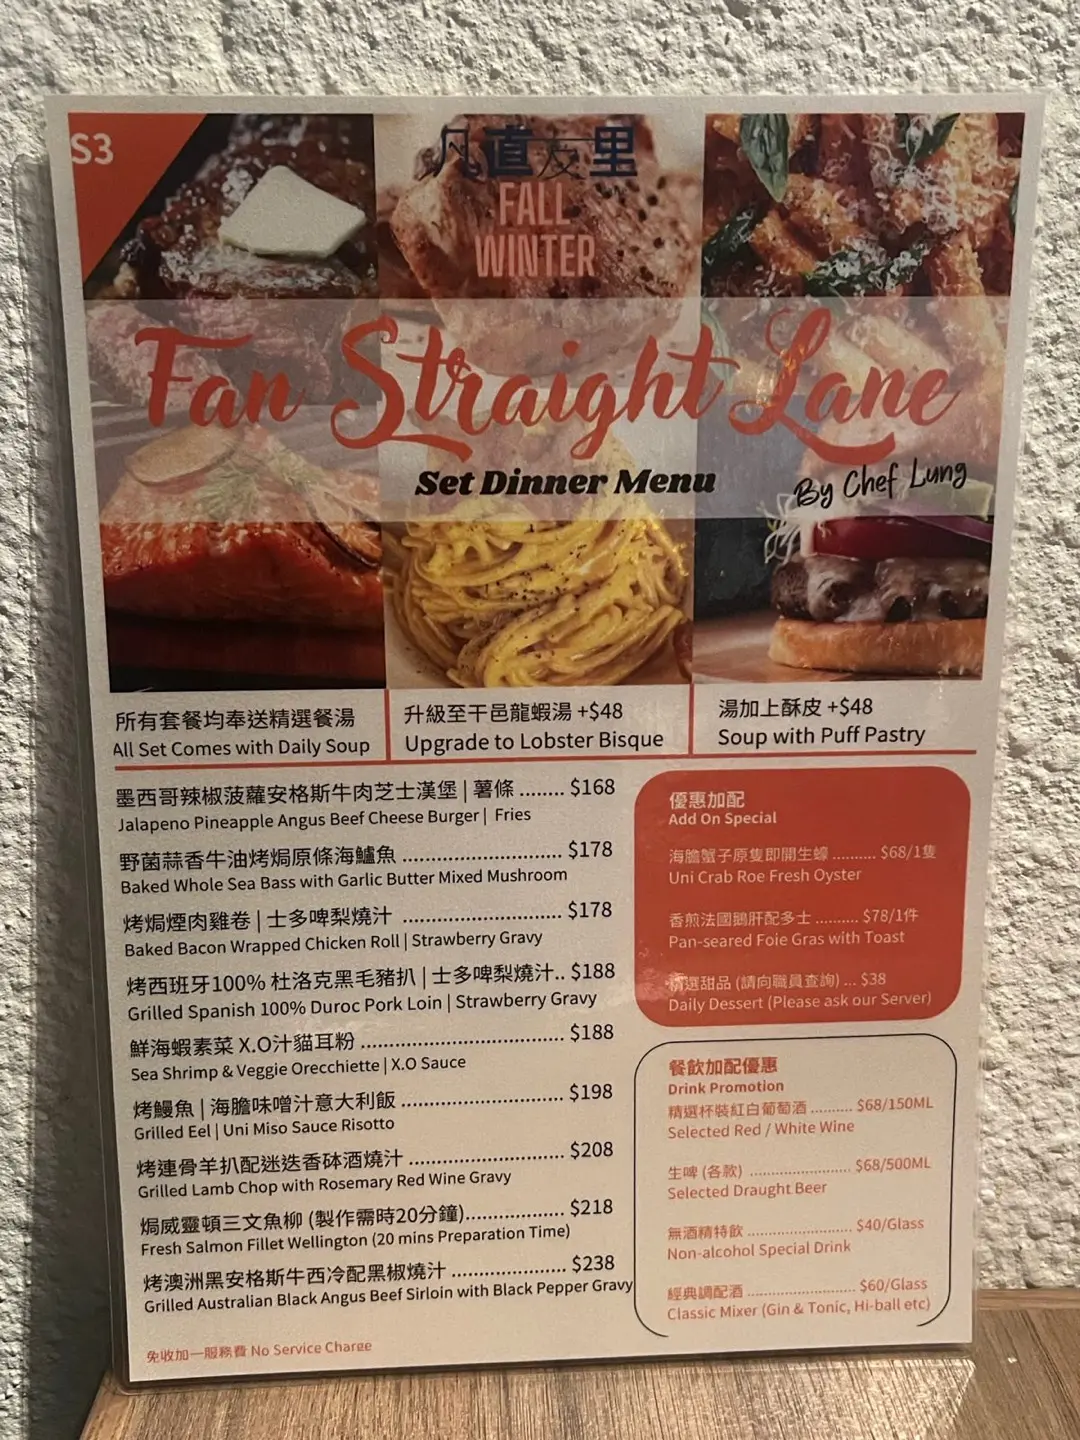 S3
凡直友里
FALL
WINTER
Fan Straight Lane
Set Dinner Menu
By Chef Lung
所有套餐均奉送精選餐湯
All Set Comes with Daily Soup
升級至干邑龍蝦湯 +$48
Upgrade to Lobster Bisque
湯加上酥皮 +$48
Soup with Puff Pastry
墨西哥辣椒菠蘿安格斯牛肉芝士漢堡 | 薯條 ........ $168
Jalapeno Pineapple Angus Beef Cheese Burger | Fries
野菌蒜香牛油烤焗原條海鱸魚 ............................ $178
Baked Whole Sea Bass with Garlic Butter Mixed Mushroom
烤焗煙肉雞卷 | 士多啤梨燒汁 ............................ $178
Baked Bacon Wrapped Chicken Roll | Strawberry Gravy
烤西班牙100% 杜洛克黑毛豬扒 | 士多啤梨燒汁.. $188
Grilled Spanish 100% Duroc Pork Loin | Strawberry Gravy
鮮海蝦素菜 X.O汁貓耳粉 .................................... $188
Sea Shrimp & Veggie Orecchiette | X.O Sauce
烤鰻魚 | 海膽味噌汁意大利飯 ............................. $198
Grilled Eel | Uni Miso Sauce Risotto
烤連骨羊扒配迷迭香砵酒燒汁 ............................ $208
Grilled Lamb Chop with Rosemary Red Wine Gravy
焗威靈頓三文魚柳 (製作需時20分鐘).................. $218
Fresh Salmon Fillet Wellington (20 mins Preparation Time)
烤澳洲黑安格斯牛西冷配黑椒燒汁 ..................... $238
Grilled Australian Black Angus Beef Sirloin with Black Pepper Gravy
免收加一服務費 No Service Charge
優惠加配
Add On Special
海膽蟹子原隻即開生蠔 .......... $68/1隻
Uni Crab Roe Fresh Oyster
香煎法國鵝肝配多士 .......... $78/1件
Pan-seared Foie Gras with Toast
精選甜品 (請向職員查詢) ... $38
Daily Dessert (Please ask our Server)
餐飲加配優惠
Drink Promotion
精選杯裝紅白葡萄酒 .......... $68/150ML
Selected Red / White Wine
生啤 (各款) ........................ $68/500ML
Selected Draught Beer
無酒精特飲 ......................... $40/Glass
Non-alcohol Special Drink
經典調配酒 .......................... $60/Glass
Classic Mixer (Gin & Tonic, Hi-ball etc)